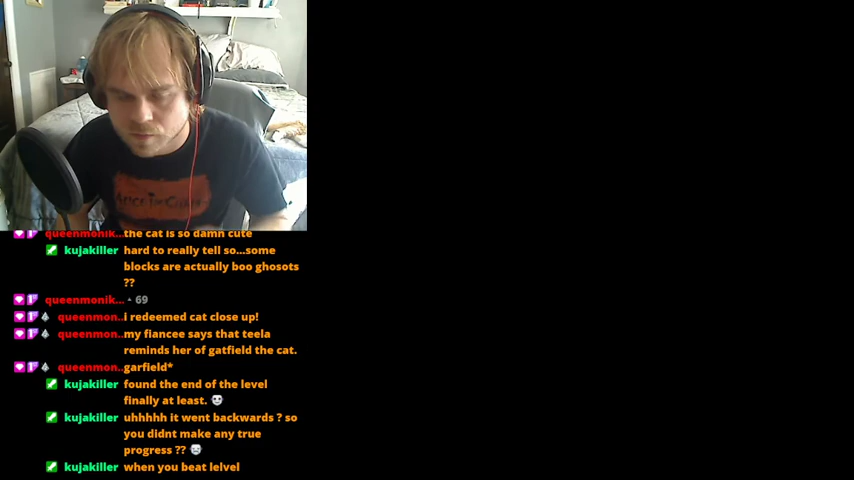 ALICE IN CHAINS
queenmonik... the cat is so damn cute
kujakiller hard to really tell so...some
blocks are actually boo ghosots
??
queenmonik... 69
queenmon.. i redeemed cat close up!
queenmon.. my fiancee says that teela
reminds her of gatfield the cat.
queenmon.. garfield*
kujakiller found the end of the level
finally at least.
kujakiller uhhhhh it went backwards ? so
you didnt make any true
progress ??
kujakiller when you beat lelvel